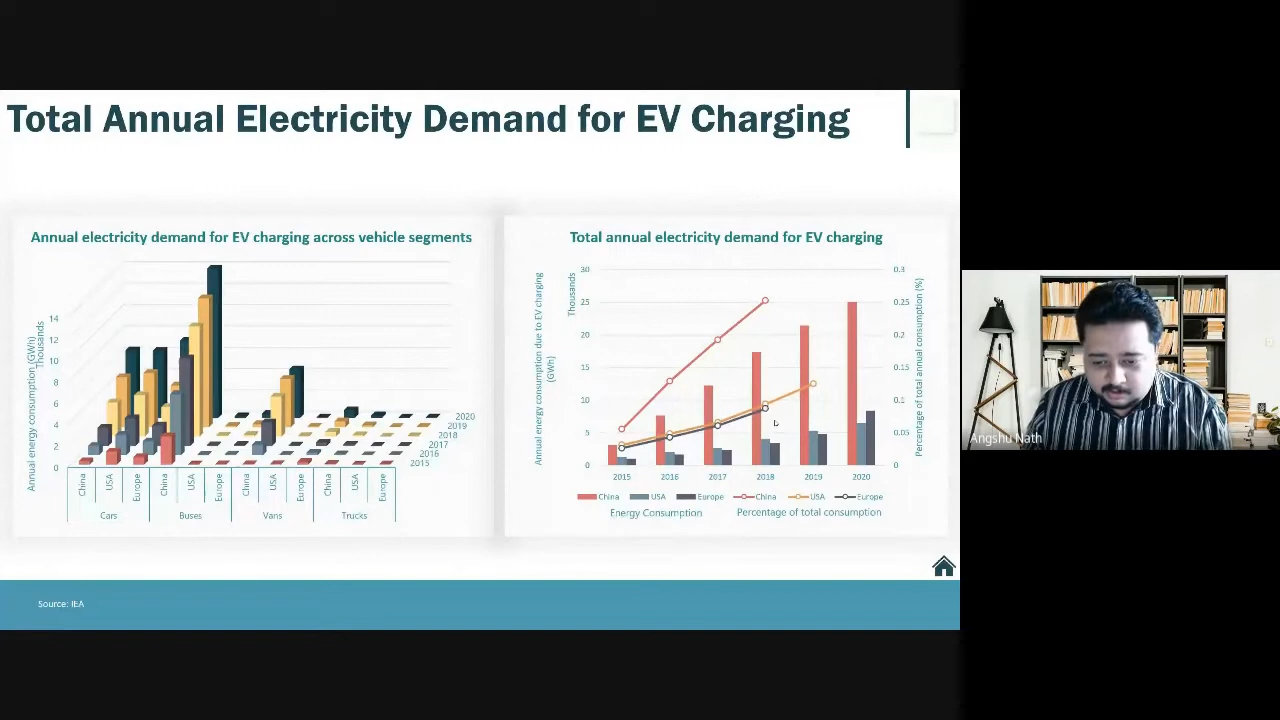 Total Annual Electricity Demand for EV Charging
Annual electricity demand for EV charging across vehicle segments
Annual energy consumption (GWh)
Thousands
14
12
10
8
6
4
2
0
2020
2019
2018
2017
2016
2015
China
USA
Europe
China
USA
Europe
China
USA
Europe
China
USA
Europe
Cars
Buses
Vans
Trucks
Total annual electricity demand for EV charging
Annual energy consumption due to EV charging
(GWh)
Thousands
30
25
20
15
10
5
0
0.3
0.25
0.2
0.15
0.1
0.05
0
Percentage of total annual consumption (%)
2015 2016 2017 2018 2019 2020
China USA Europe China USA Europe
Energy Consumption Percentage of total consumption
Source: IEA
Angshu Nath